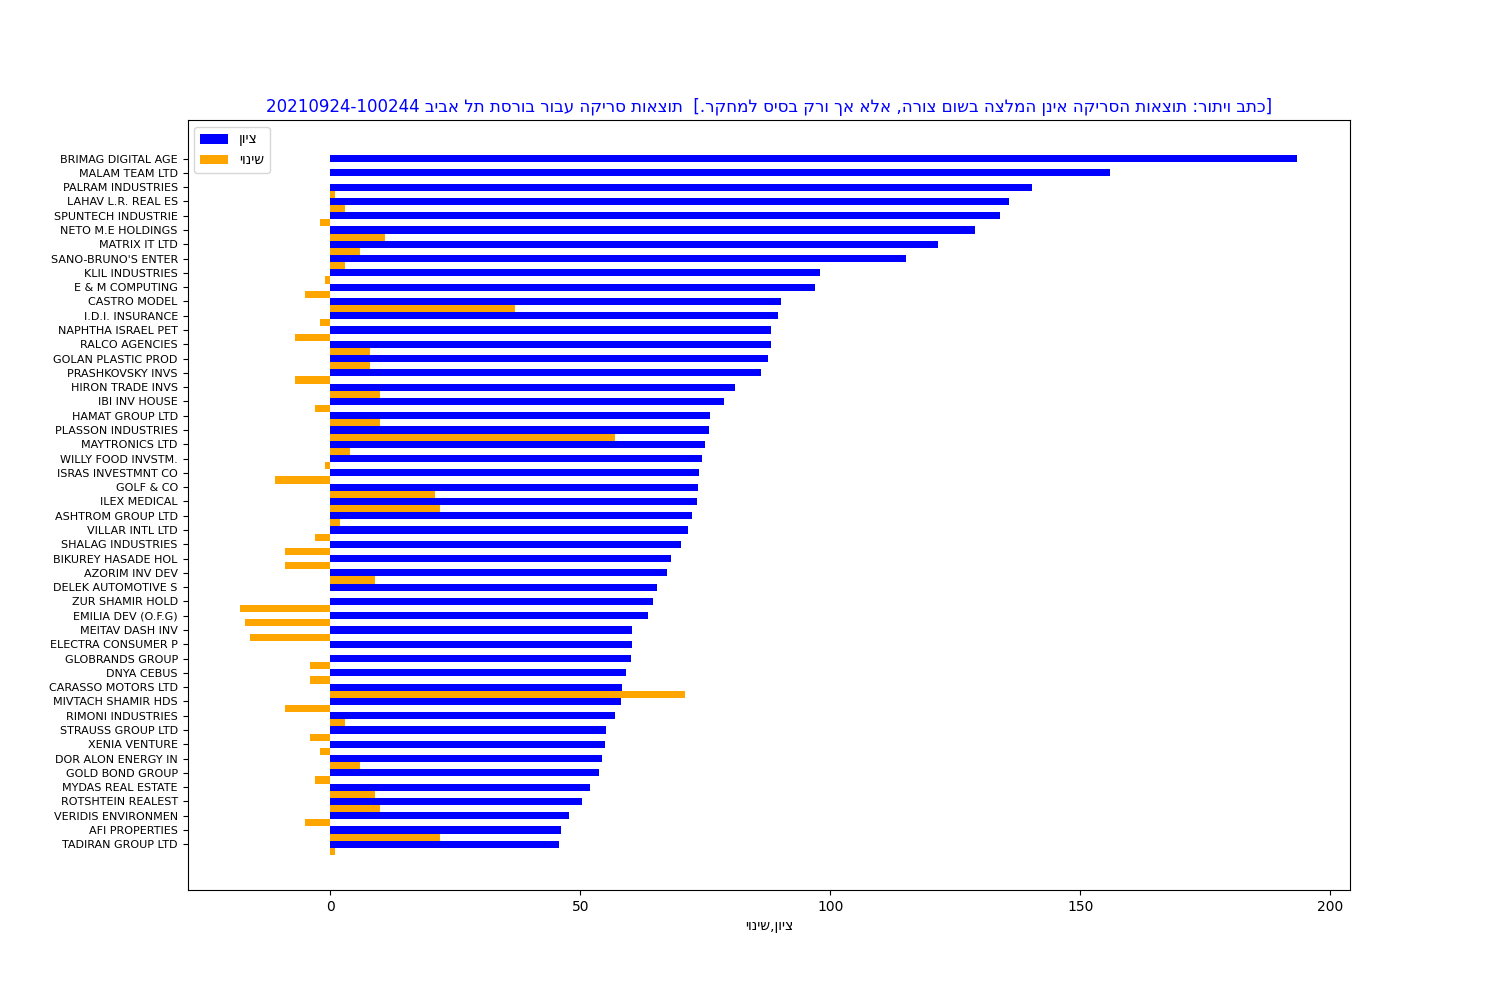 [כתב ויתור: תוצאות הסריקה אינן המלצה בשום צורה, אלא אך ורק בסיס למחקר.]  תוצאות סריקה עבור בורסת תל אביב 20210924-100244
ציון
שינוי
BRIMAG DIGITAL AGE
MALAM TEAM LTD
PALRAM INDUSTRIES
LAHAV L.R. REAL ES
SPUNTECH INDUSTRIE
NETO M.E HOLDINGS
MATRIX IT LTD
SANO-BRUNO'S ENTER
KLIL INDUSTRIES
E & M COMPUTING
CASTRO MODEL
I.D.I. INSURANCE
NAPHTHA ISRAEL PET
RALCO AGENCIES
GOLAN PLASTIC PROD
PRASHKOVSKY INVS
HIRON TRADE INVS
IBI INV HOUSE
HAMAT GROUP LTD
PLASSON INDUSTRIES
MAYTRONICS LTD
WILLY FOOD INVSTM.
ISRAS INVESTMNT CO
GOLF & CO
ILEX MEDICAL
ASHTROM GROUP LTD
VILLAR INTL LTD
SHALAG INDUSTRIES
BIKUREY HASADE HOL
AZORIM INV DEV
DELEK AUTOMOTIVE S
ZUR SHAMIR HOLD
EMILIA DEV (O.F.G)
MEITAV DASH INV
ELECTRA CONSUMER P
GLOBRANDS GROUP
DNYA CEBUS
CARASSO MOTORS LTD
MIVTACH SHAMIR HDS
RIMONI INDUSTRIES
STRAUSS GROUP LTD
XENIA VENTURE
DOR ALON ENERGY IN
GOLD BOND GROUP
MYDAS REAL ESTATE
ROTSHTEIN REALEST
VERIDIS ENVIRONMEN
AFI PROPERTIES
TADIRAN GROUP LTD
0 50 100 150 200
ציון,שינוי